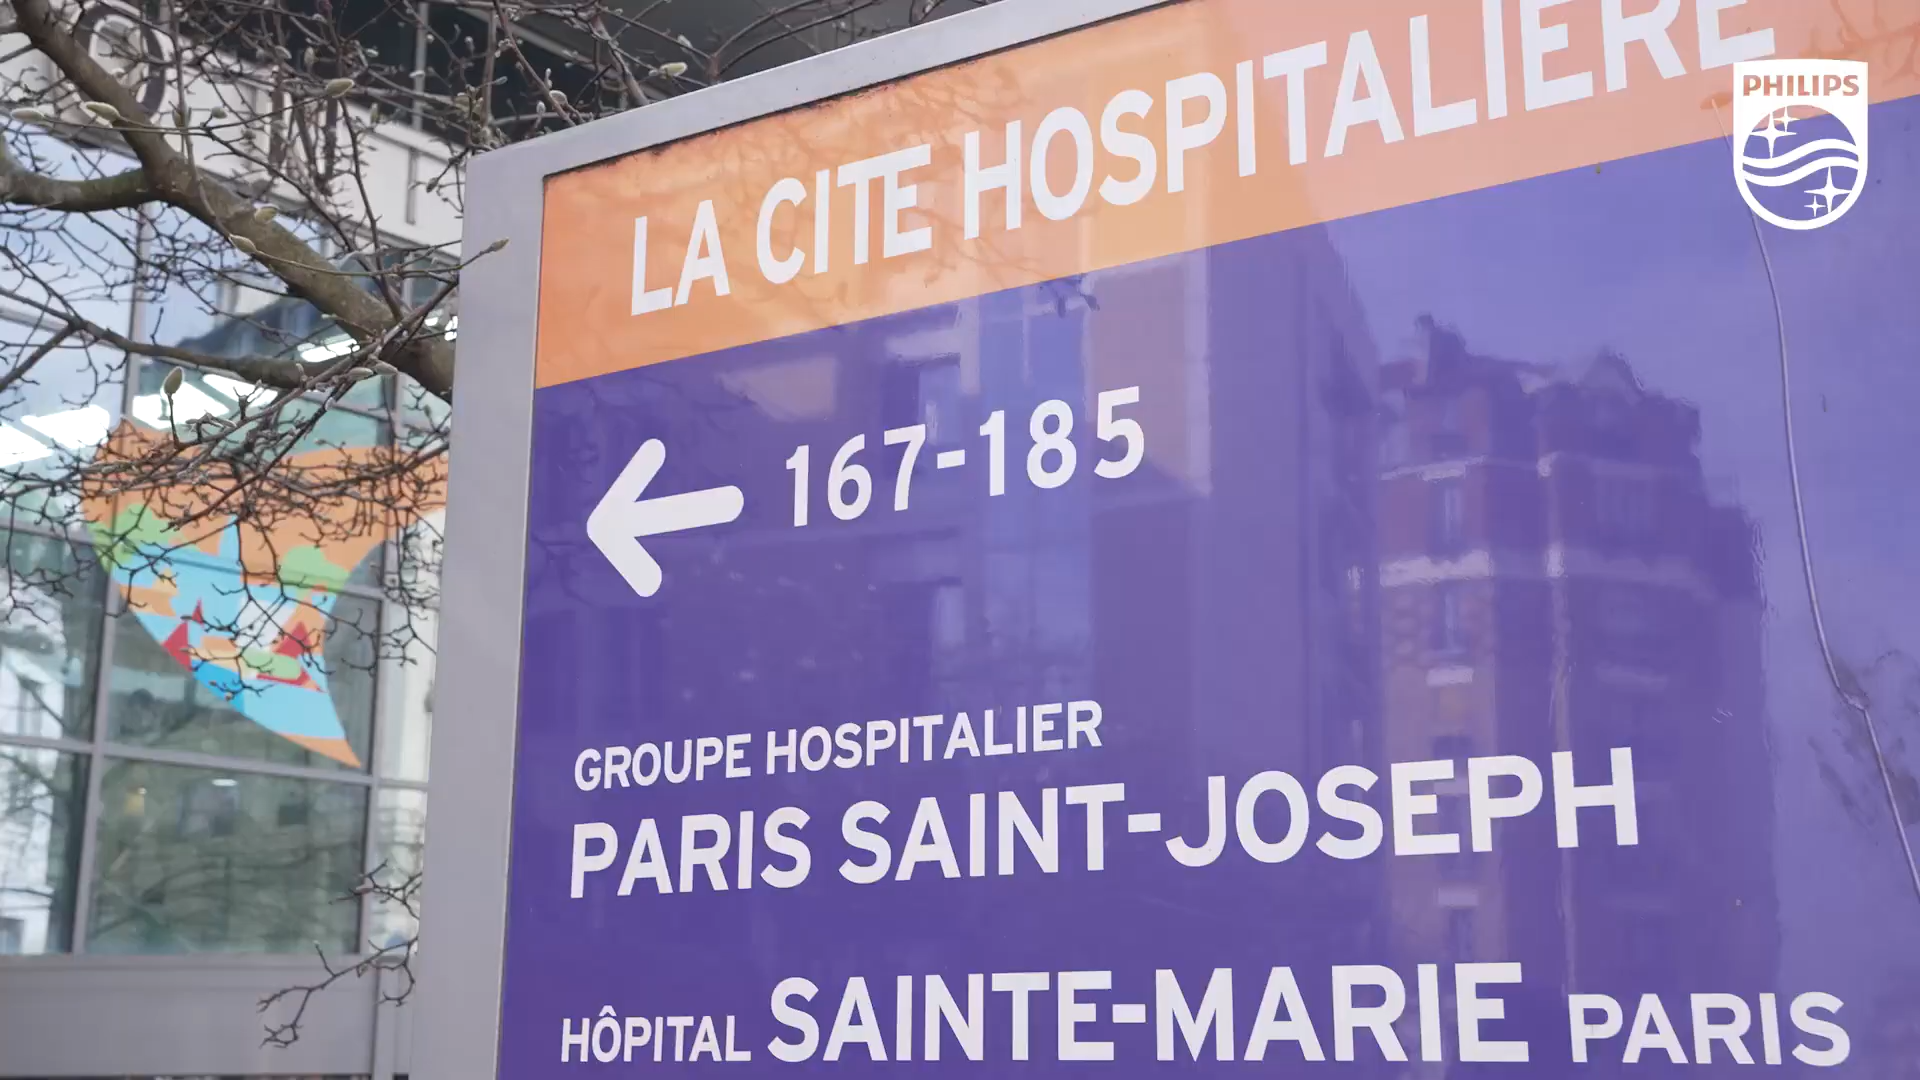 LA CITE HOSPITALIERE
PHILIPS
167-185
GROUPE HOSPITALIER
PARIS SAINT-JOSEPH
HÔPITAL SAINTE-MARIE PARIS